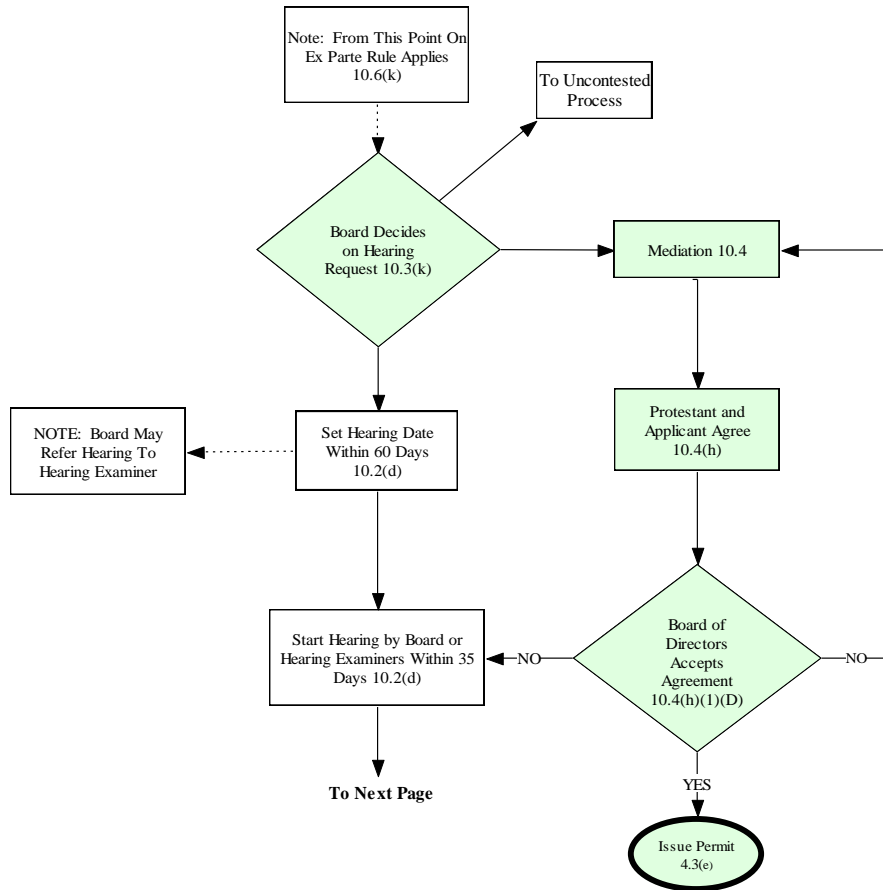 Note: From This Point On
Ex Parte Rule Applies
10.6(k)
To Uncontested
Process
Board Decides
on Hearing
Request 10.3(k)
Mediation 10.4
NOTE: Board May
Refer Hearing To
Hearing Examiner
Set Hearing Date
Within 60 Days
10.2(d)
Protestant and
Applicant Agree
10.4(h)
Start Hearing by Board or
Hearing Examiners Within 35
Days 10.2(d)
NO
Board of
Directors
Accepts
Agreement
10.4(h)(1)(D)
NO
To Next Page
YES
Issue Permit
4.3(e)